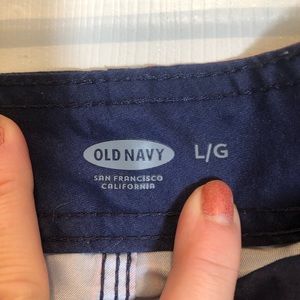 OLD NAVY L/G
SAN FRANCISCO
CALIFORNIA